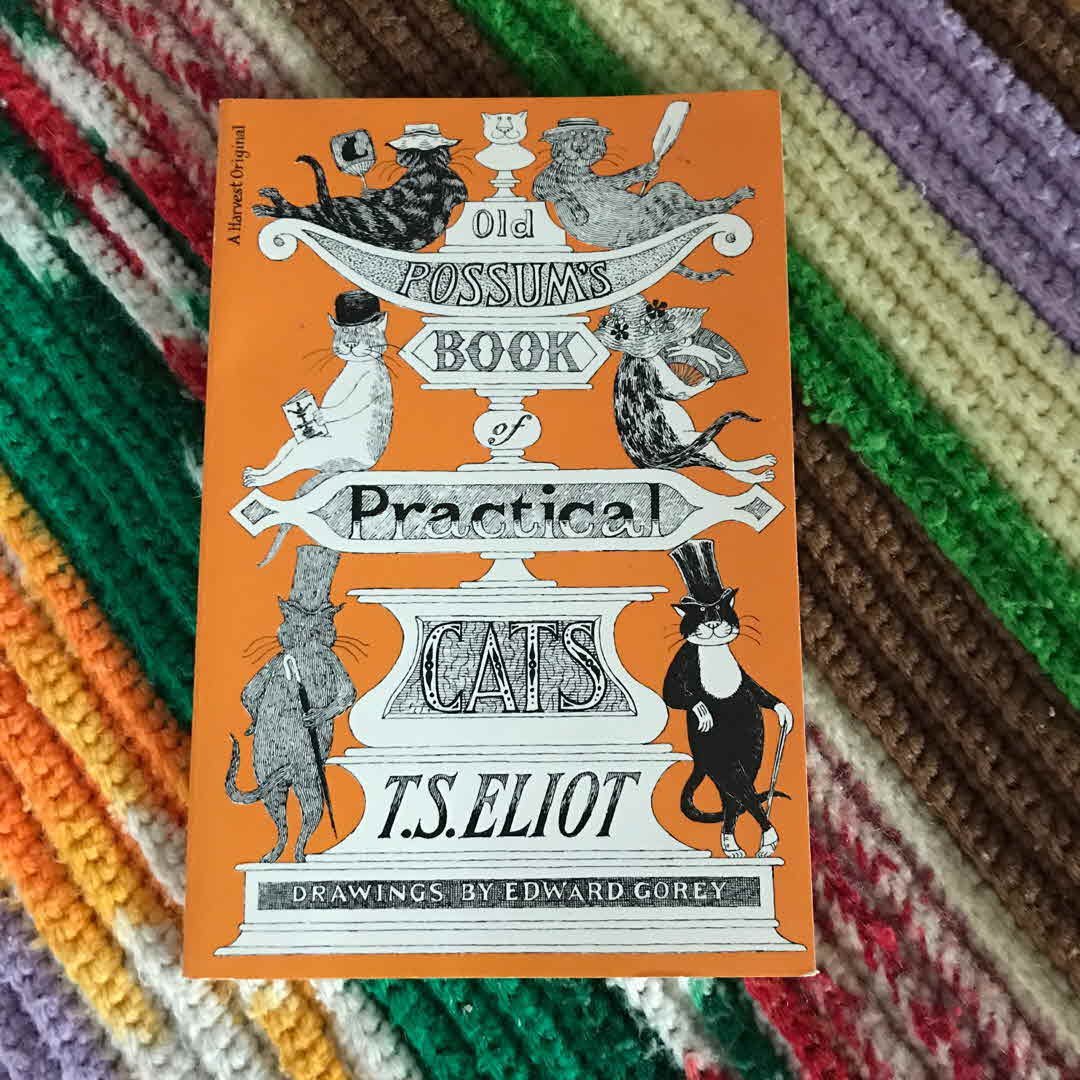 A Harvest Original
Old
POSSUM'S
BOOK
of
Practical
CATS
T.S. ELIOT
DRAWINGS BY EDWARD GOREY